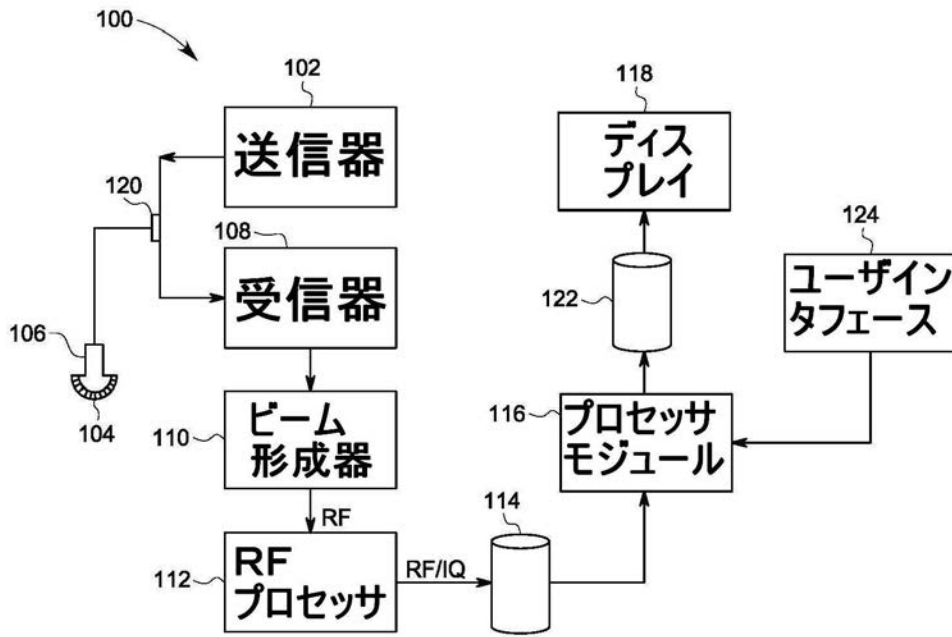 100
102
送信器
120
108
受信器
106
104
110
ビーム
形成器
RF
112
RF
プロセッサ
RF/IQ
114
118
ディス
プレイ
122
124
ユーザイン
タフェース
116
プロセッサ
モジュール